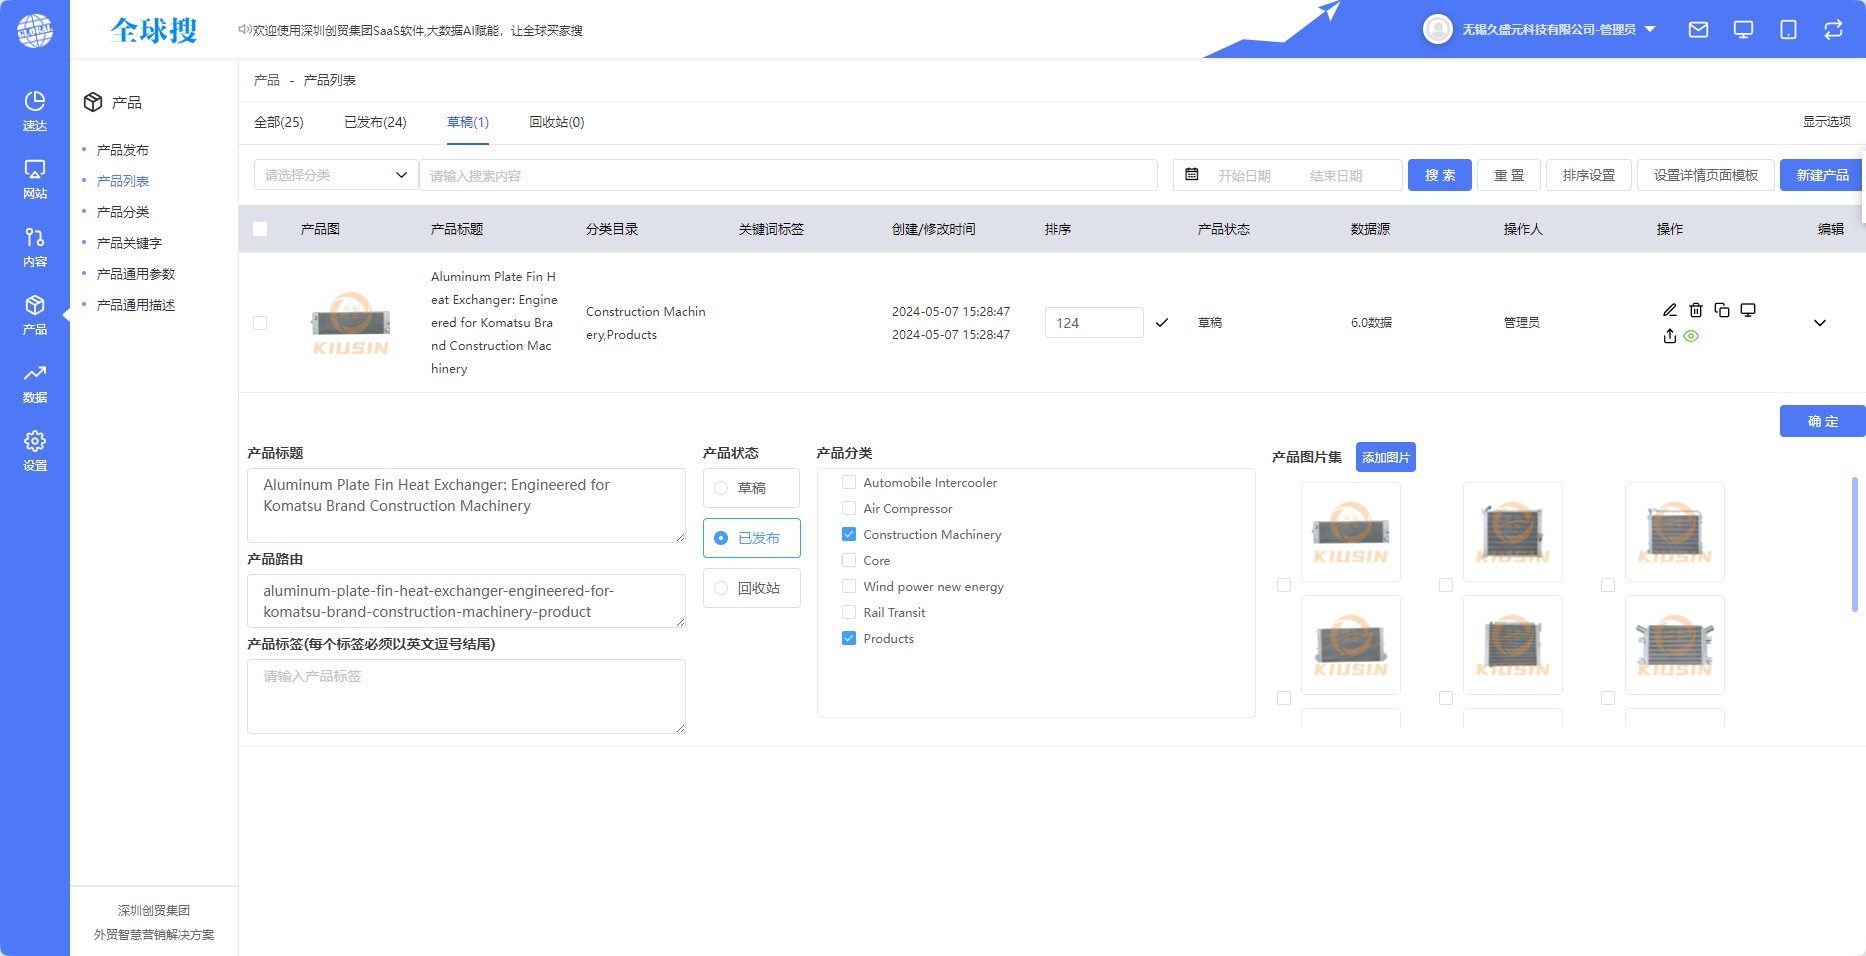 GLOBAL
全球搜
欢迎使用深圳创贸集团SaaS软件,大数据AI赋能，让全球买家搜
无锡久盛元科技有限公司-管理员
速达
网站
内容
产品
数据
设置
产品
产品发布
产品列表
产品分类
产品关键字
产品通用参数
产品通用描述
深圳创贸集团
外贸智慧营销解决方案
产品 - 产品列表
全部(25) 已发布(24) 草稿(1) 回收站(0) 显示选项
请选择分类 请输入搜索内容 开始日期 结束日期 搜 索 重 置 排序设置 设置详情页面模板 新建产品
产品图 产品标题 分类目录 关键词标签 创建/修改时间 排序 产品状态 数据源 操作人 操作 编辑
KIUSIN
Aluminum Plate Fin H
eat Exchanger: Engine
ered for Komatsu Bra
nd Construction Mac
hinery
Construction Machin
ery,Products
2024-05-07 15:28:47
2024-05-07 15:28:47
124
草稿
6.0数据
管理员
确 定
产品标题
Aluminum Plate Fin Heat Exchanger: Engineered for
Komatsu Brand Construction Machinery
产品路由
aluminum-plate-fin-heat-exchanger-engineered-for-
komatsu-brand-construction-machinery-product
产品标签(每个标签必须以英文逗号结尾)
请输入产品标签
产品状态
草稿
已发布
回收站
产品分类
Automobile Intercooler
Air Compressor
Construction Machinery
Core
Wind power new energy
Rail Transit
Products
产品图片集 添加图片
KIUSIN KIUSIN KIUSIN
KIUSIN KIUSIN KIUSIN